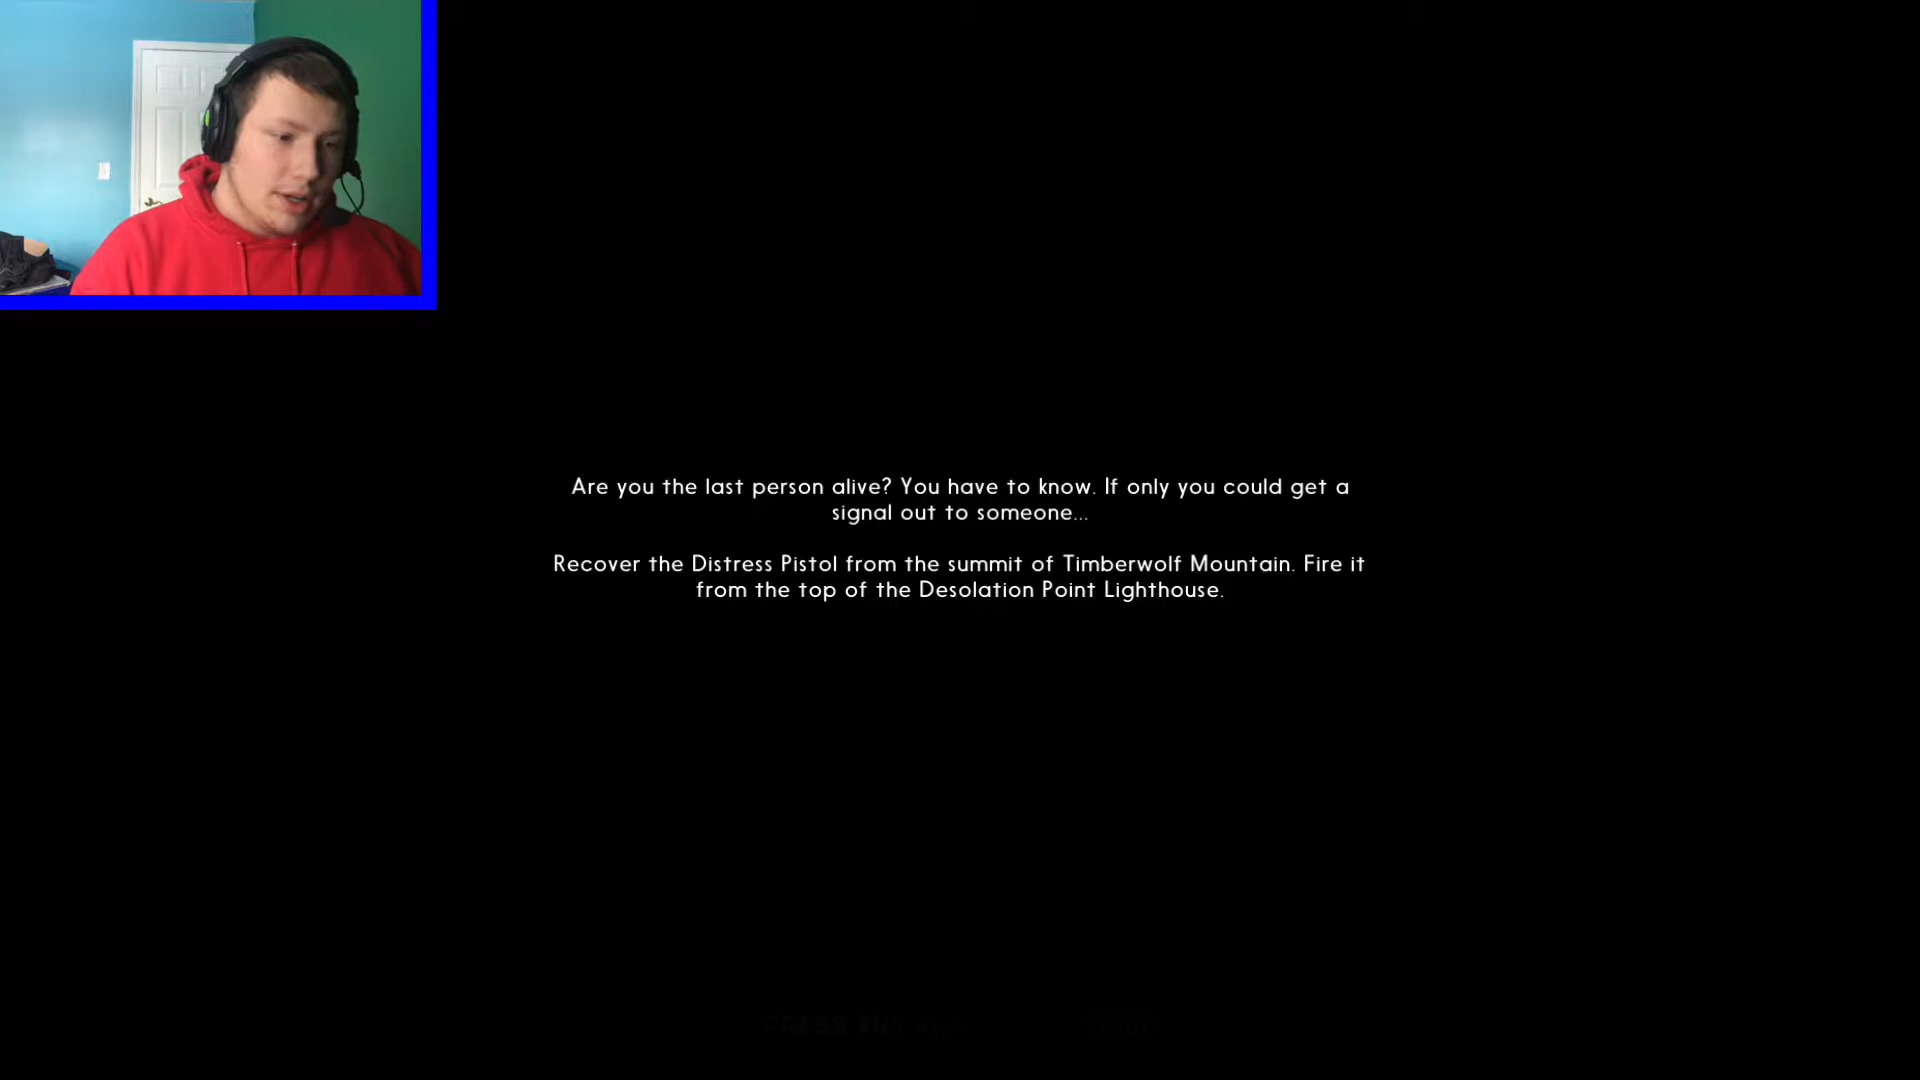 Are you the last person alive? You have to know. If only you could get a
signal out to someone...
Recover the Distress Pistol from the summit of Timberwolf Mountain. Fire it
from the top of the Desolation Point Lighthouse.